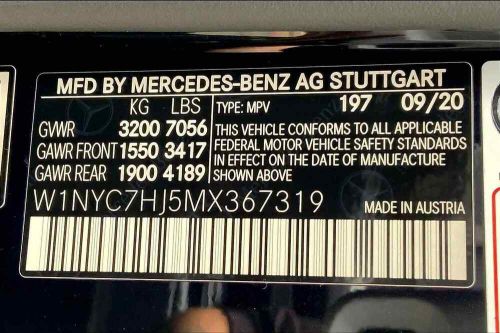 MFD BY MERCEDES-BENZ AG STUTTGART
KG LBS TYPE: MPV 197 09/20
GVWR 3200 7056
GAWR FRONT 1550 3417
GAWR REAR 1900 4189
THIS VEHICLE CONFORMS TO ALL APPLICABLE
FEDERAL MOTOR VEHICLE SAFETY STANDARDS
IN EFFECT ON THE DATE OF MANUFACTURE
SHOWN ABOVE.
W1NYC7HJ5MX367319 MADE IN AUSTRIA